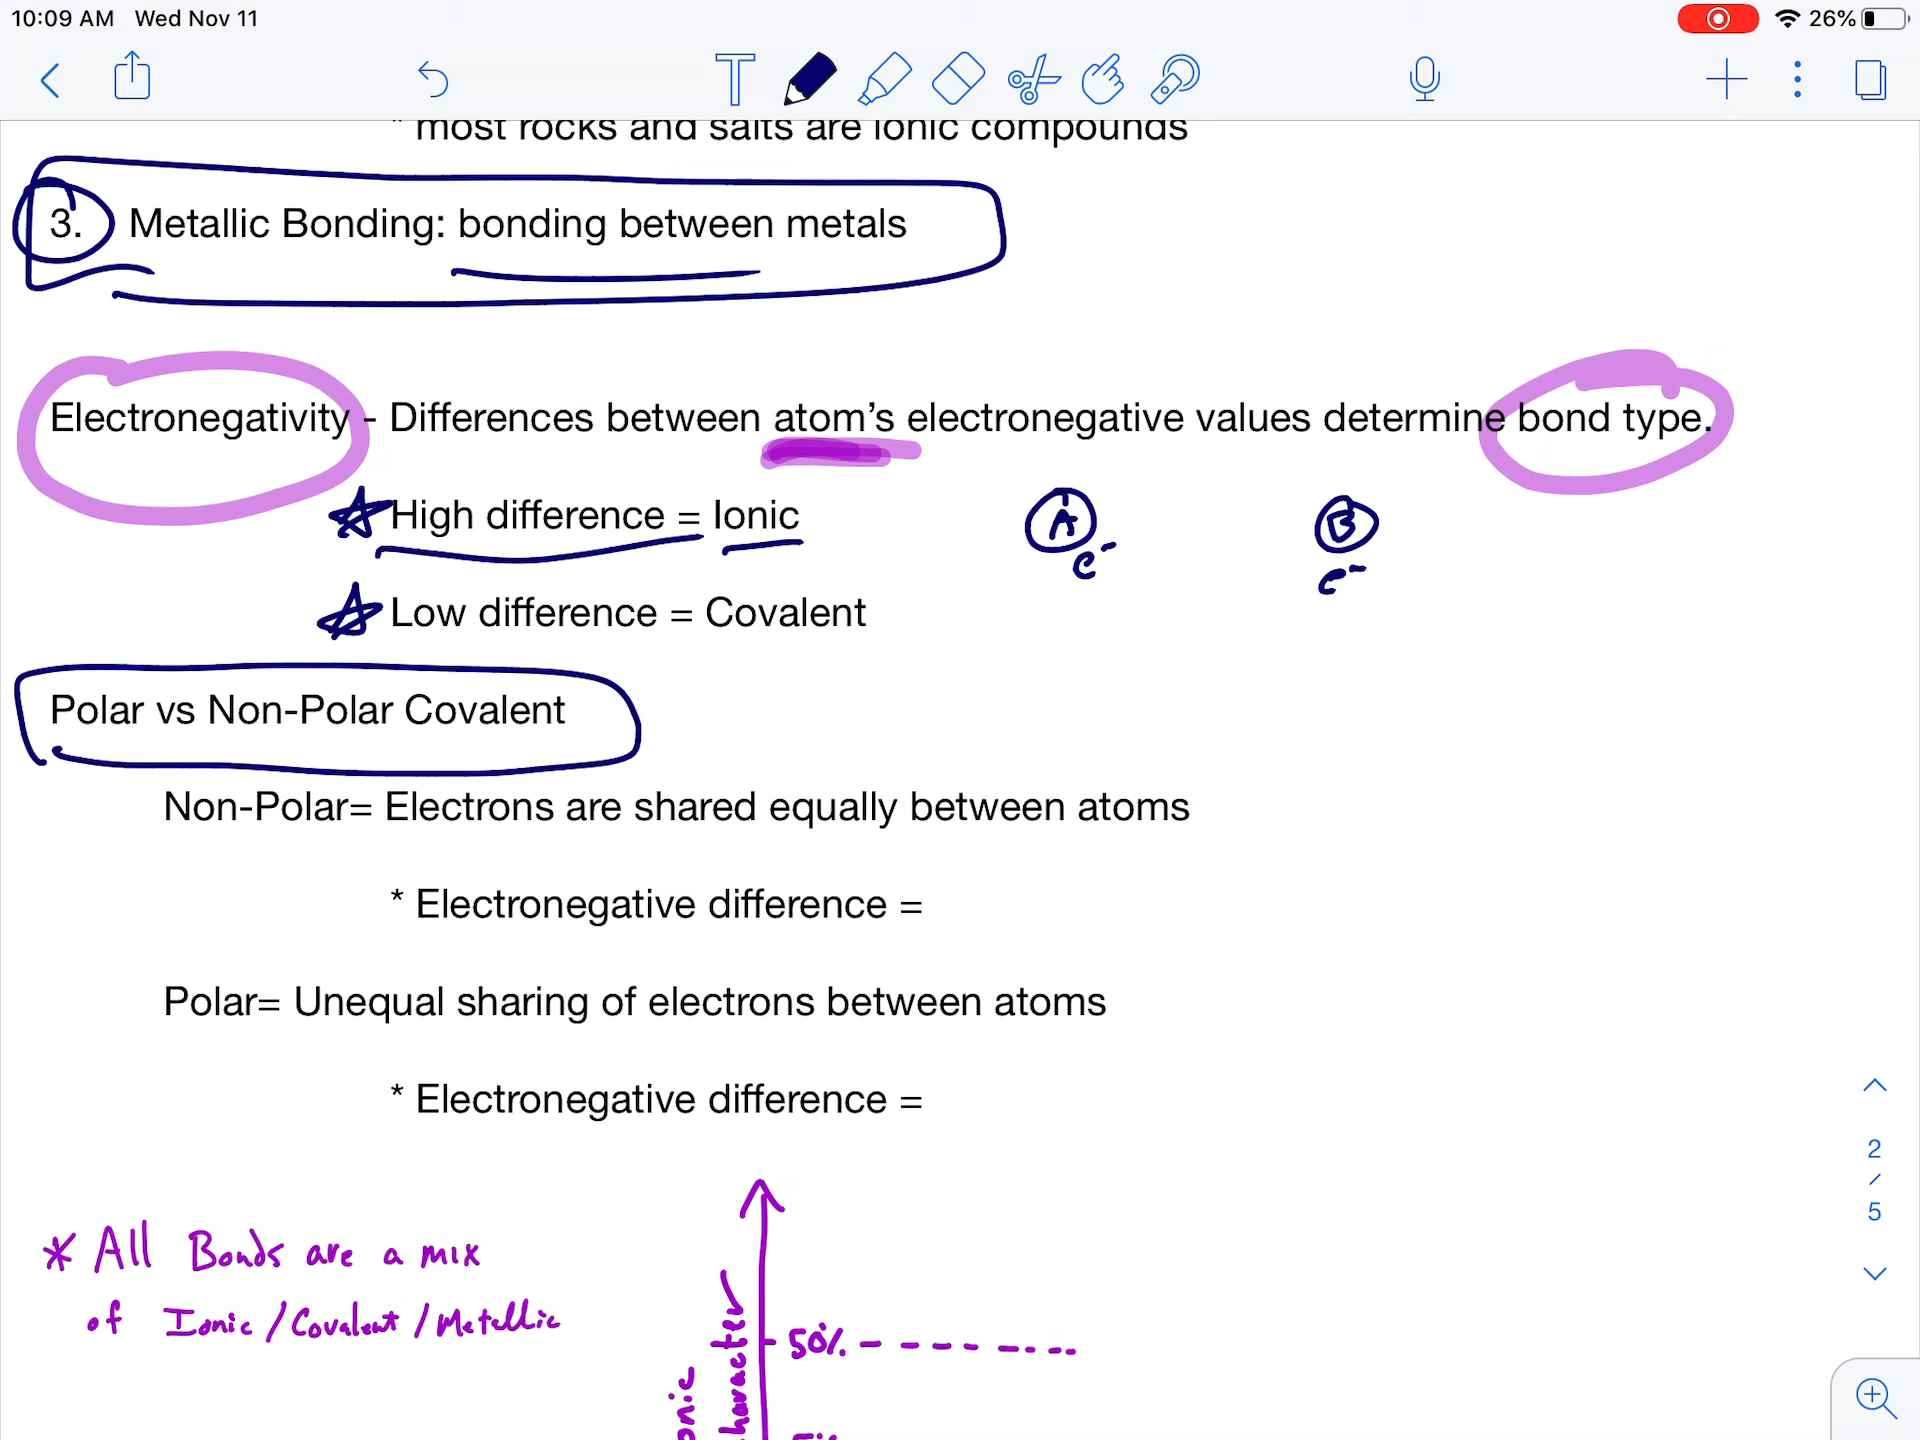 10:09 AM Wed Nov 11
26%
* most rocks and salts are ionic compounds
3. Metallic Bonding: bonding between metals
Electronegativity - Differences between atom’s electronegative values determine bond type.
High difference = Ionic
A
B
e-
e-
Low difference = Covalent
Polar vs Non-Polar Covalent
Non-Polar= Electrons are shared equally between atoms
* Electronegative difference =
Polar= Unequal sharing of electrons between atoms
* Electronegative difference =
2
/
5
* All Bonds are a mix
of Ionic / Covalent / Metallic
50%